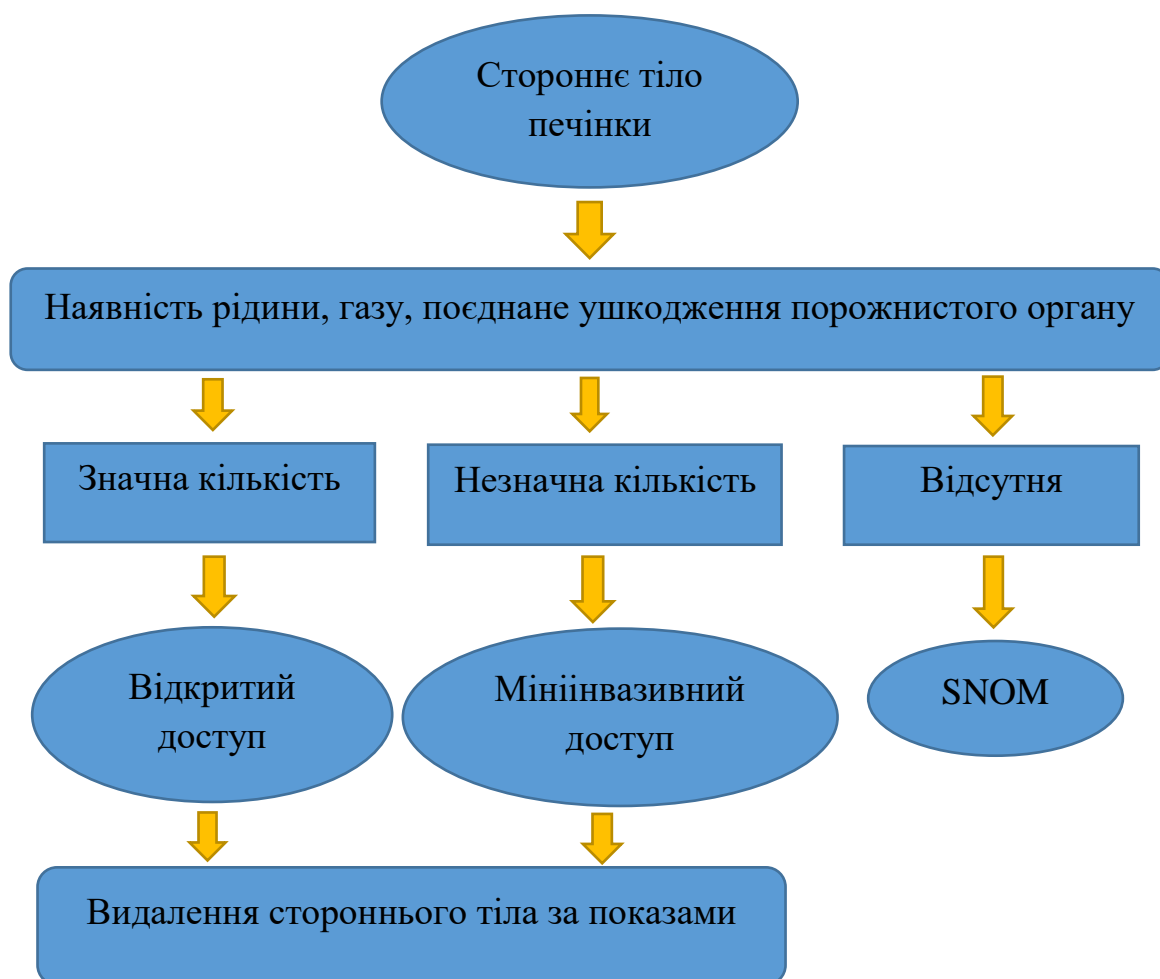 Стороннє тіло
печінки
Наявність рідини, газу, поєднане ушкодження порожнистого органу
Значна кількість
Незначна кількість
Відсутня
Відкритий
доступ
Мініінвазивний
доступ
SNOM
Видалення стороннього тіла за показами